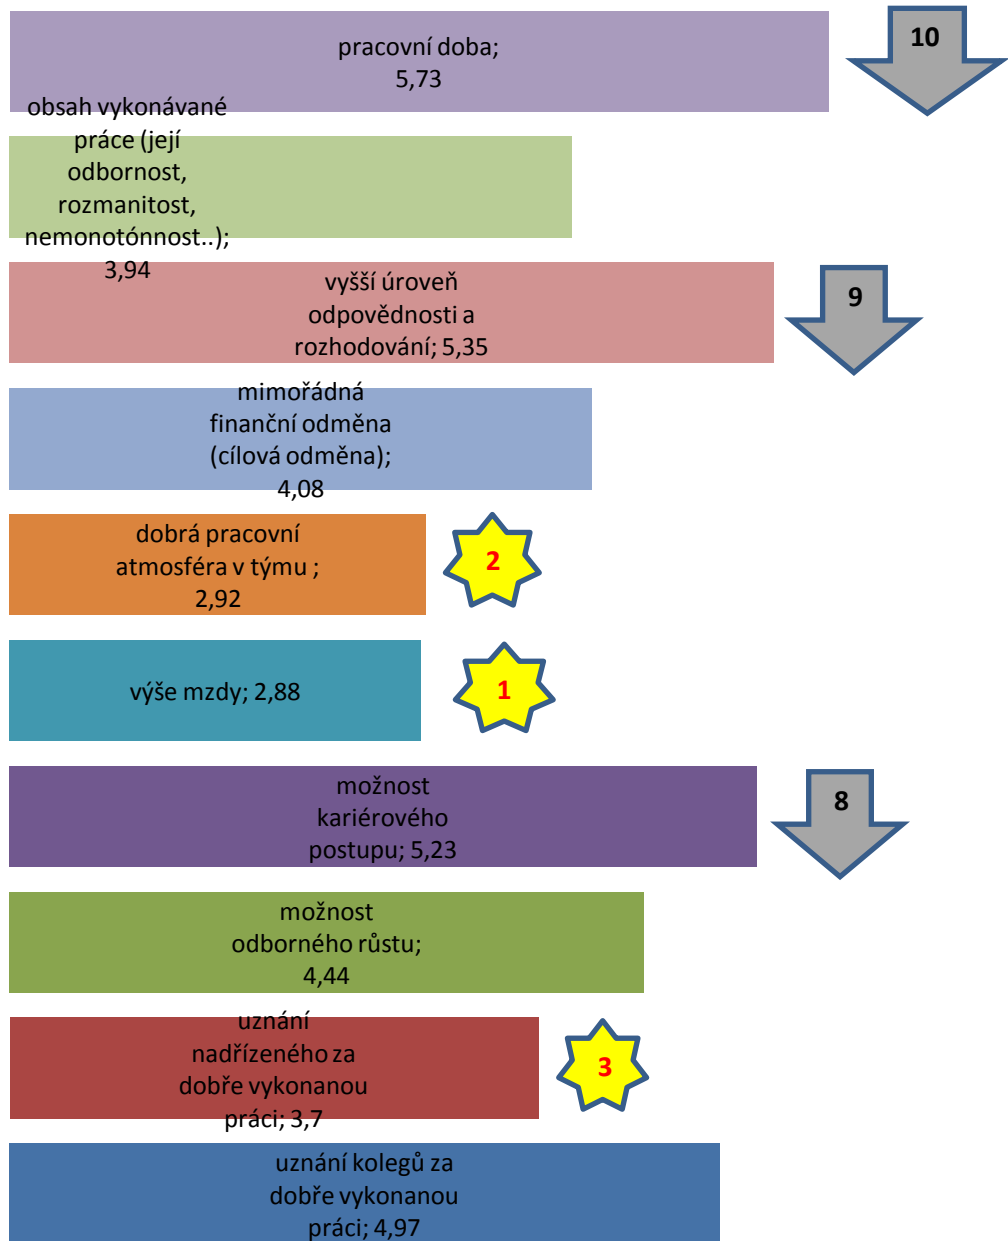 pracovní doba;
5,73
10
obsah vykonávané
práce (její
odbornost,
rozmanitost,
nemonotónnost..);
3,94
vyšší úroveň
odpovědnosti a
rozhodování; 5,35
9
mimořádná
finanční odměna
(cílová odměna);
4,08
dobrá pracovní
atmosféra v týmu ;
2,92
2
výše mzdy; 2,88
1
možnost
kariérového
postupu; 5,23
8
možnost
odborného růstu;
4,44
uznání
nadřízeného za
dobře vykonanou
práci; 3,7
3
uznání kolegů za
dobře vykonanou
práci; 4,97